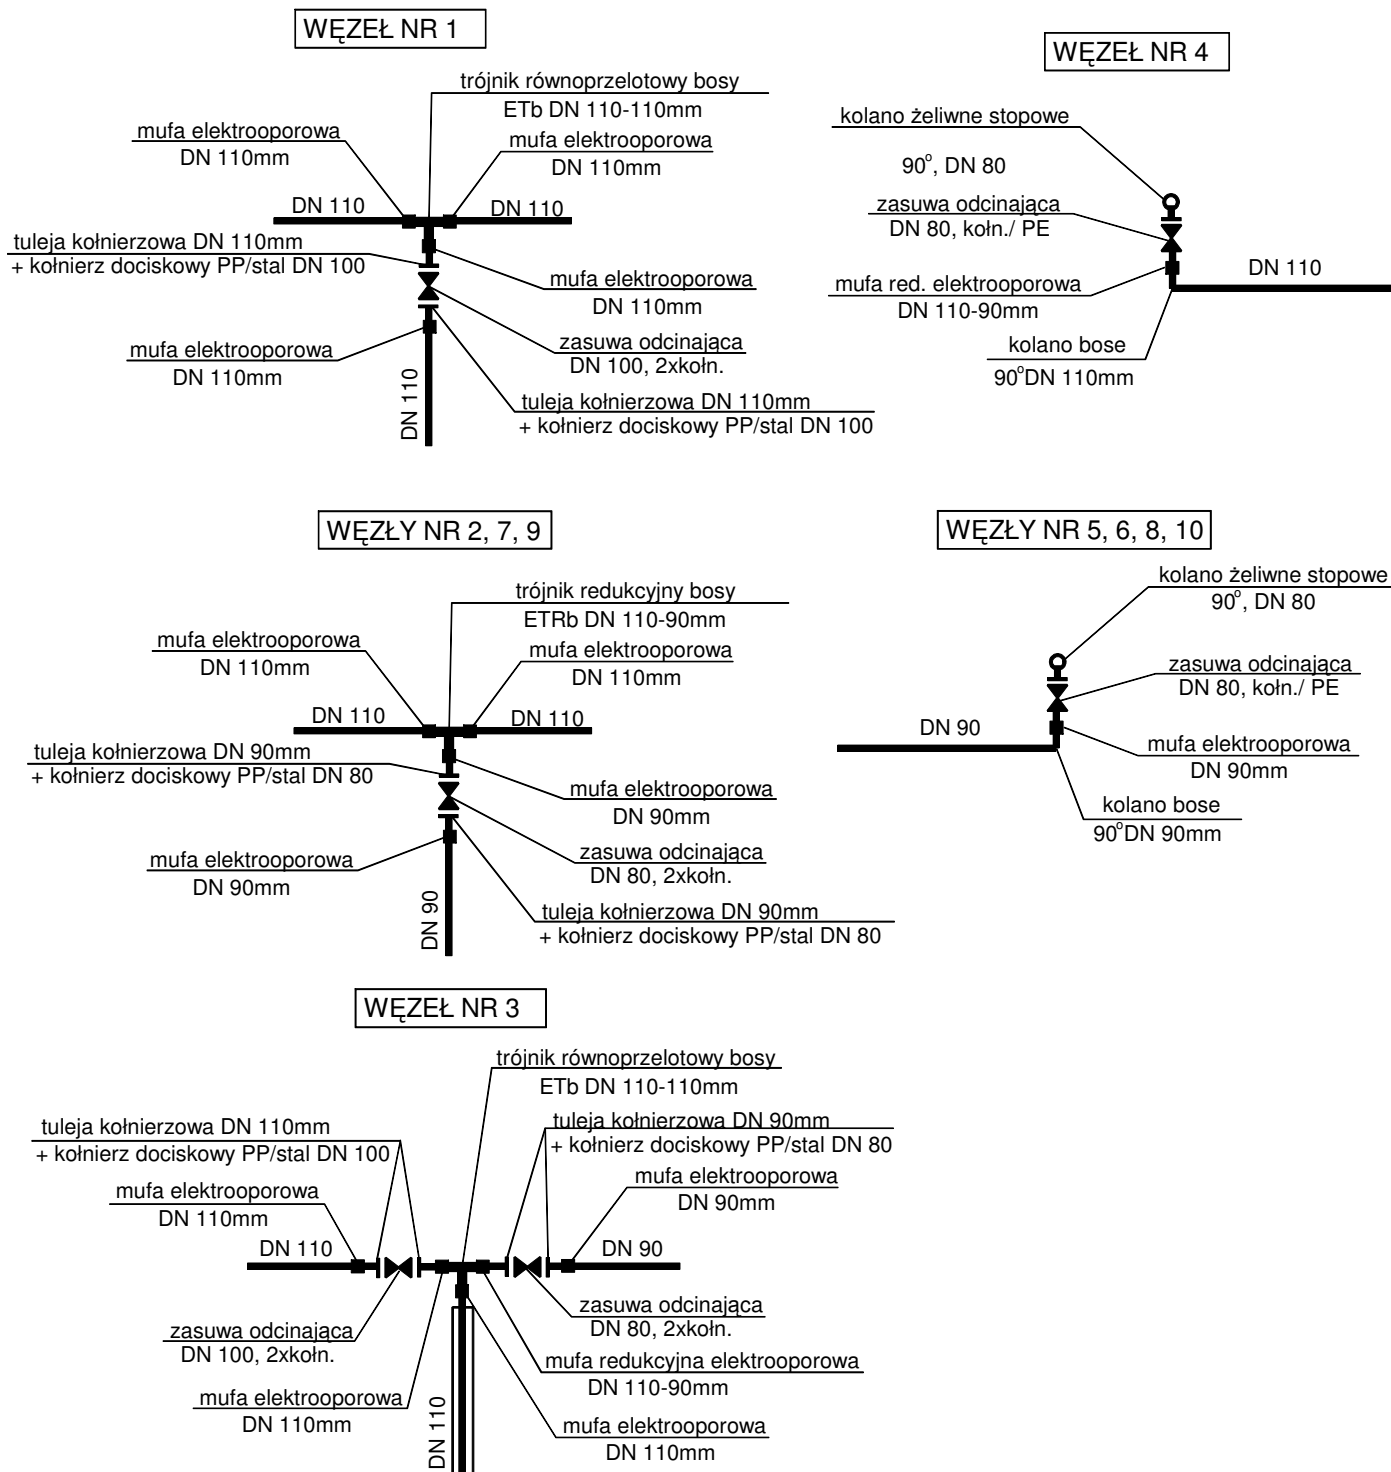 WĘZEŁ NR 1
trójnik równoprzelotowy bosy
ETb DN 110-110mm
mufa elektrooporowa
DN 110mm
mufa elektrooporowa
DN 110mm
DN 110
DN 110
tuleja kołnierzowa DN 110mm
+ kołnierz dociskowy PP/stal DN 100
mufa elektrooporowa
DN 110mm
mufa elektrooporowa
DN 110mm
zasuwa odcinająca
DN 100, 2xkołn.
DN 110
tuleja kołnierzowa DN 110mm
+ kołnierz dociskowy PP/stal DN 100
WĘZEŁ NR 4
kolano żeliwne stopowe
90°, DN 80
zasuwa odcinająca
DN 80, kołn./ PE
mufa red. elektrooporowa
DN 110-90mm
DN 110
kolano bose
90°DN 110mm
WĘZŁY NR 2, 7, 9
trójnik redukcyjny bosy
ETRb DN 110-90mm
mufa elektrooporowa
DN 110mm
mufa elektrooporowa
DN 110mm
DN 110
DN 110
tuleja kołnierzowa DN 90mm
+ kołnierz dociskowy PP/stal DN 80
mufa elektrooporowa
DN 90mm
mufa elektrooporowa
DN 90mm
zasuwa odcinająca
DN 80, 2xkołn.
DN 90
tuleja kołnierzowa DN 90mm
+ kołnierz dociskowy PP/stal DN 80
WĘZŁY NR 5, 6, 8, 10
kolano żeliwne stopowe
90°, DN 80
zasuwa odcinająca
DN 80, kołn./ PE
DN 90
mufa elektrooporowa
DN 90mm
kolano bose
90°DN 90mm
WĘZEŁ NR 3
trójnik równoprzelotowy bosy
ETb DN 110-110mm
tuleja kołnierzowa DN 110mm
+ kołnierz dociskowy PP/stal DN 100
tuleja kołnierzowa DN 90mm
+ kołnierz dociskowy PP/stal DN 80
mufa elektrooporowa
DN 110mm
mufa elektrooporowa
DN 90mm
DN 110
DN 90
zasuwa odcinająca
DN 100, 2xkołn.
zasuwa odcinająca
DN 80, 2xkołn.
mufa redukcyjna elektrooporowa
DN 110-90mm
mufa elektrooporowa
DN 110mm
DN 110
mufa elektrooporowa
DN 110mm